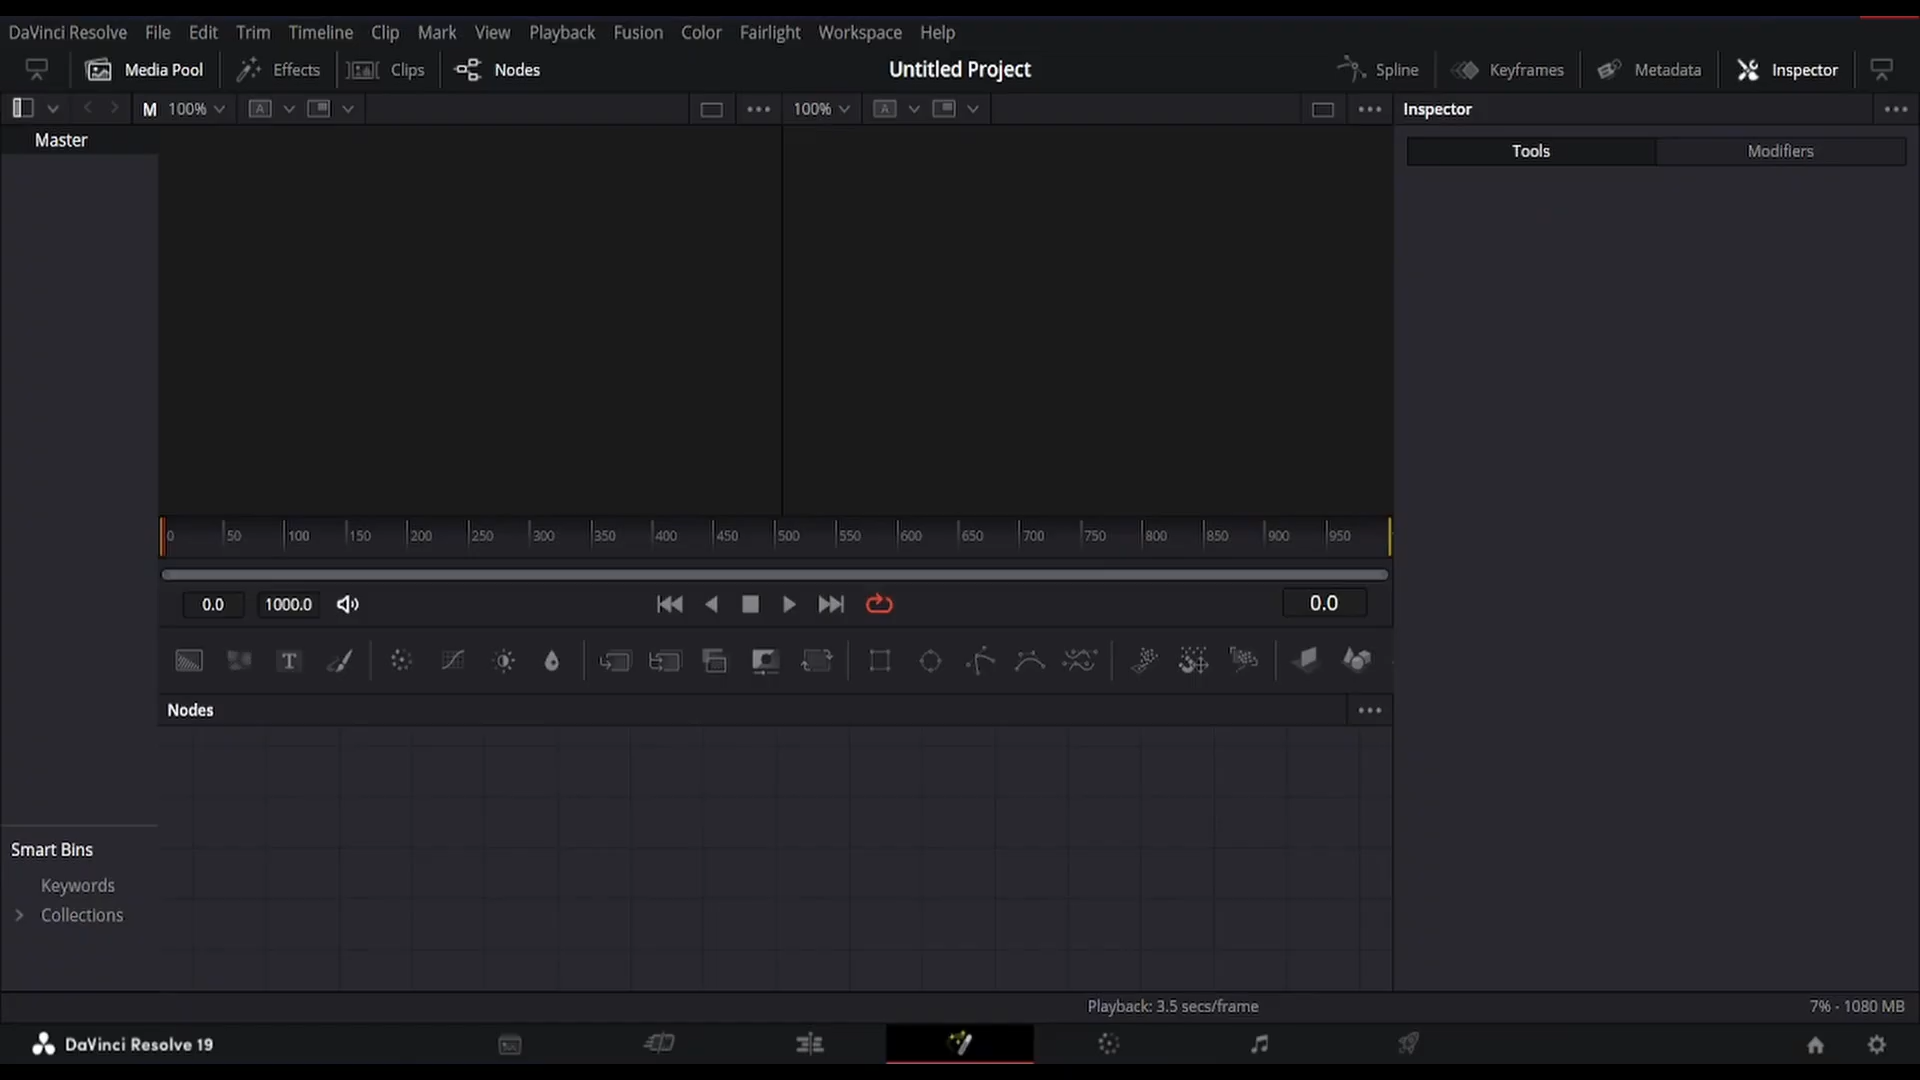 DaVinci Resolve File Edit Trim Timeline Clip Mark View Playback Fusion Color Fairlight Workspace Help
Media Pool Effects Clips Nodes Untitled Project Spline Keyframes Metadata Inspector
M 100% A 100% A Inspector
Master Tools Modifiers
0 50 100 150 200 250 300 350 400 450 500 550 600 650 700 750 800 850 900 950
0.0 1000.0 0.0
T
Nodes
Smart Bins
Keywords
Collections
Playback: 3.5 secs/frame 7% - 1080 MB
DaVinci Resolve 19